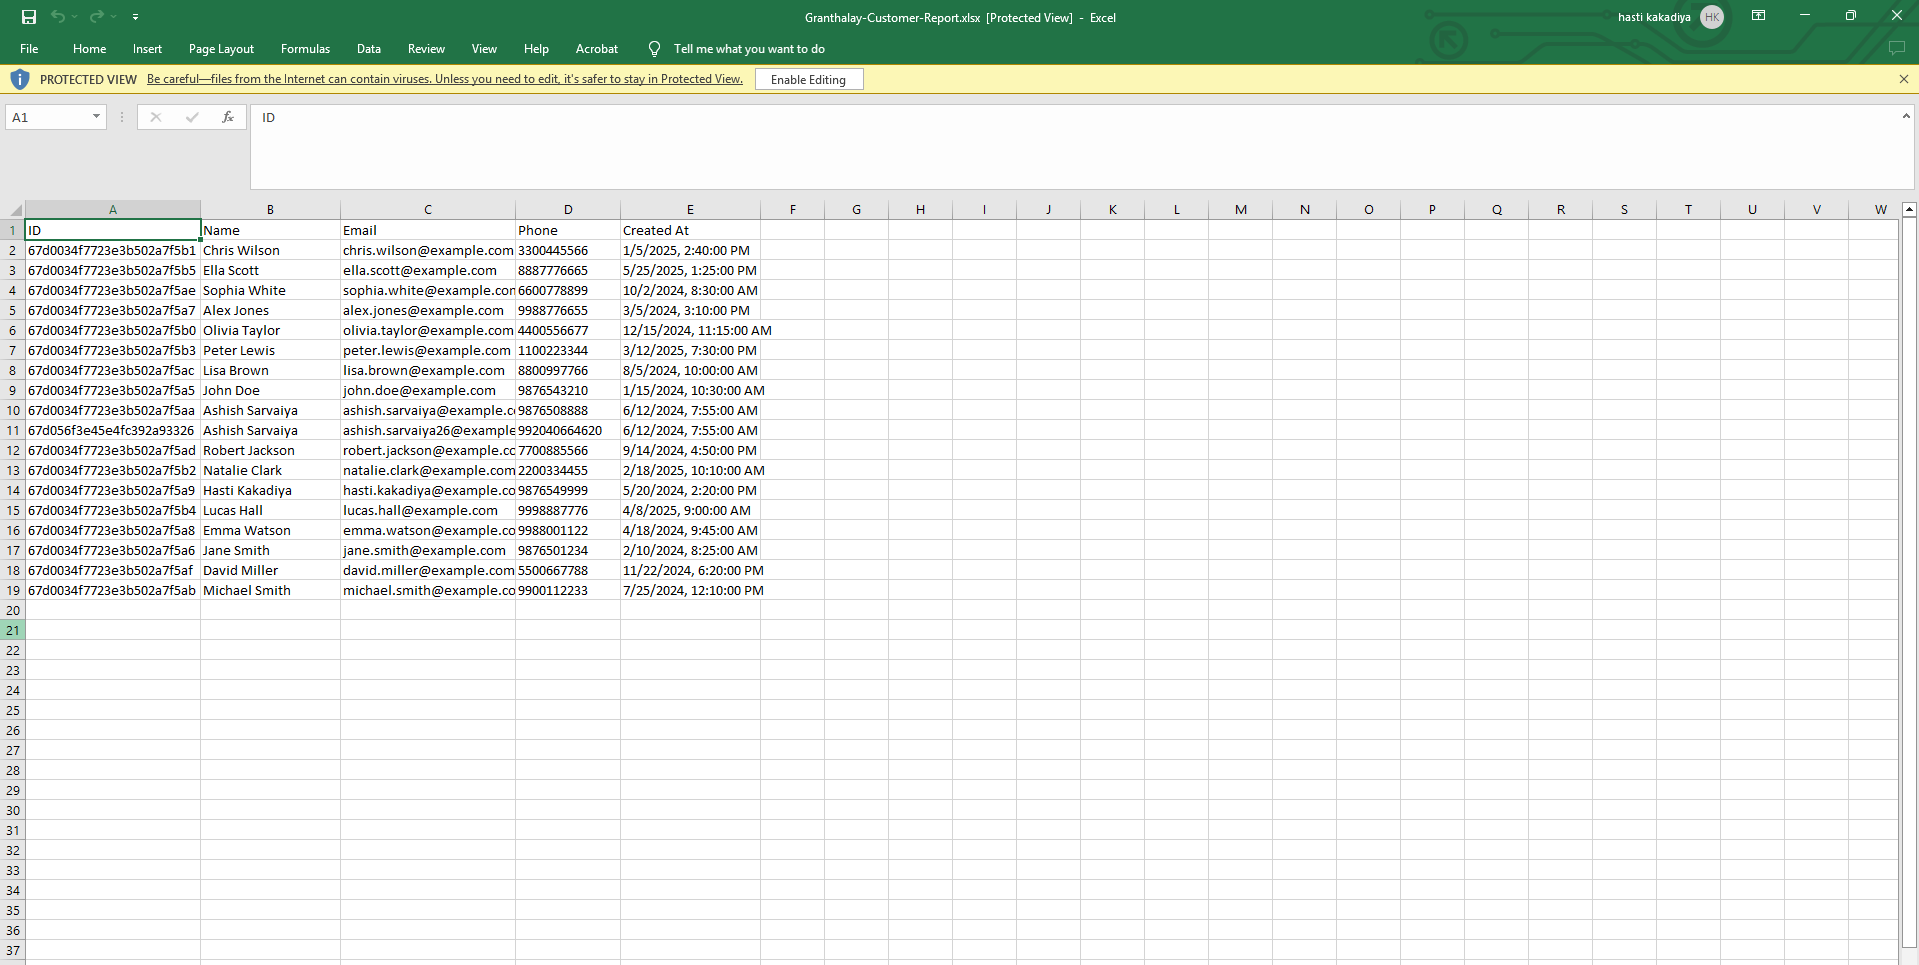 Granthalay-Customer-Report.xlsx [Protected View] - Excel
hasti kakadiya HK
File Home Insert Page Layout Formulas Data Review View Help Acrobat Tell me what you want to do
PROTECTED VIEW Be careful—files from the Internet can contain viruses. Unless you need to edit, it's safer to stay in Protected View. Enable Editing
A1 fx ID
A B C D E F G H I J K L M N O P Q R S T U V W
1 ID Name Email Phone Created At
2 67d0034f7723e3b502a7f5b1 Chris Wilson chris.wilson@example.com 3300445566 1/5/2025, 2:40:00 PM
3 67d0034f7723e3b502a7f5b5 Ella Scott ella.scott@example.com 8887776665 5/25/2025, 1:25:00 PM
4 67d0034f7723e3b502a7f5ae Sophia White sophia.white@example.con 6600778899 10/2/2024, 8:30:00 AM
5 67d0034f7723e3b502a7f5a7 Alex Jones alex.jones@example.com 9988776655 3/5/2024, 3:10:00 PM
6 67d0034f7723e3b502a7f5b0 Olivia Taylor olivia.taylor@example.com 4400556677 12/15/2024, 11:15:00 AM
7 67d0034f7723e3b502a7f5b3 Peter Lewis peter.lewis@example.com 1100223344 3/12/2025, 7:30:00 PM
8 67d0034f7723e3b502a7f5ac Lisa Brown lisa.brown@example.com 8800997766 8/5/2024, 10:00:00 AM
9 67d0034f7723e3b502a7f5a5 John Doe john.doe@example.com 9876543210 1/15/2024, 10:30:00 AM
10 67d0034f7723e3b502a7f5aa Ashish Sarvaiya ashish.sarvaiya@example.c 9876508888 6/12/2024, 7:55:00 AM
11 67d056f3e45e4fc392a93326 Ashish Sarvaiya ashish.sarvaiya26@example 992040664620 6/12/2024, 7:55:00 AM
12 67d0034f7723e3b502a7f5ad Robert Jackson robert.jackson@example.cc 7700885566 9/14/2024, 4:50:00 PM
13 67d0034f7723e3b502a7f5b2 Natalie Clark natalie.clark@example.com 2200334455 2/18/2025, 10:10:00 AM
14 67d0034f7723e3b502a7f5a9 Hasti Kakadiya hasti.kakadiya@example.co 9876549999 5/20/2024, 2:20:00 PM
15 67d0034f7723e3b502a7f5b4 Lucas Hall lucas.hall@example.com 9998887776 4/8/2025, 9:00:00 AM
16 67d0034f7723e3b502a7f5a8 Emma Watson emma.watson@example.co 9988001122 4/18/2024, 9:45:00 AM
17 67d0034f7723e3b502a7f5a6 Jane Smith jane.smith@example.com 9876501234 2/10/2024, 8:25:00 AM
18 67d0034f7723e3b502a7f5af David Miller david.miller@example.com 5500667788 11/22/2024, 6:20:00 PM
19 67d0034f7723e3b502a7f5ab Michael Smith michael.smith@example.co 9900112233 7/25/2024, 12:10:00 PM
20
21
22
23
24
25
26
27
28
29
30
31
32
33
34
35
36
37